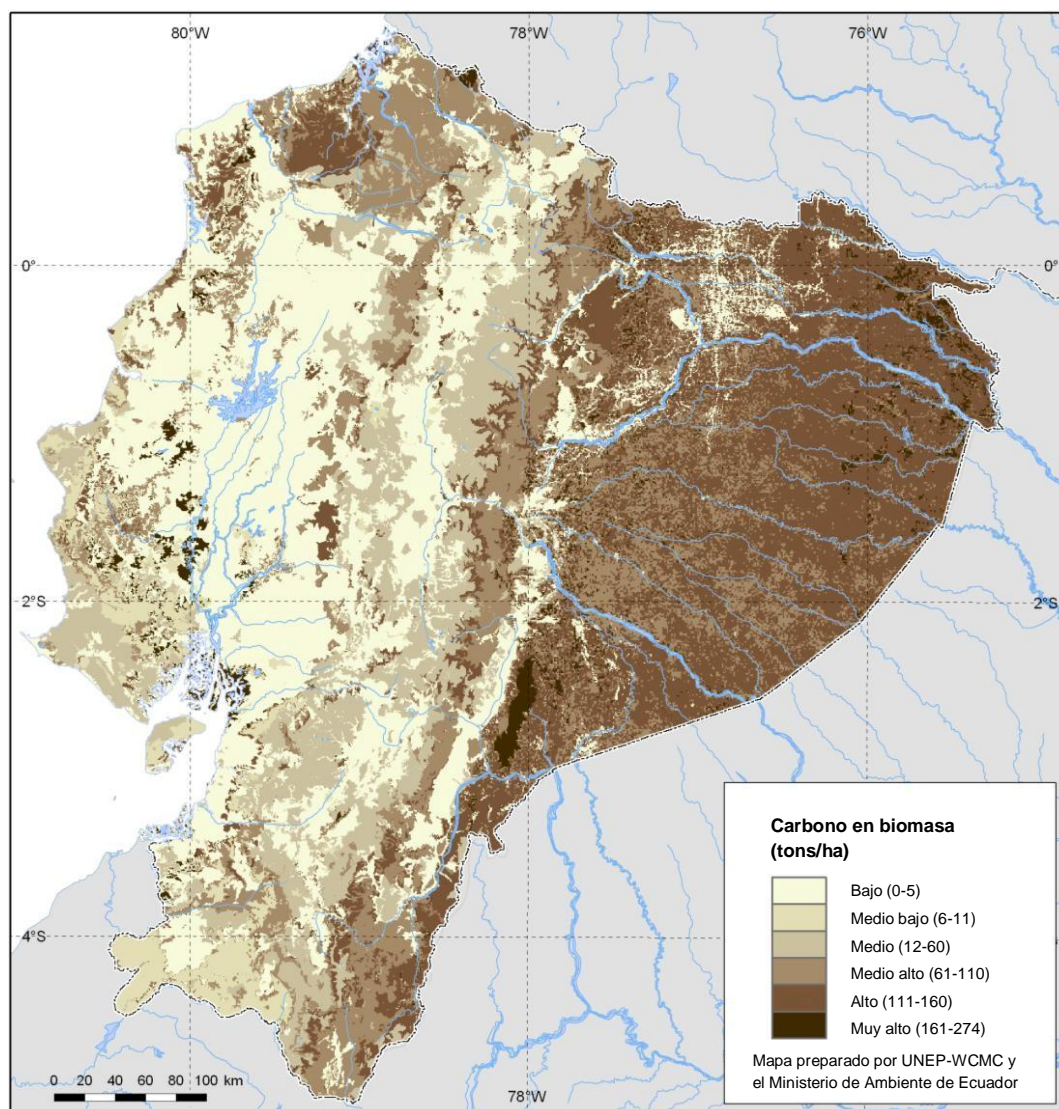 80°W 78°W 76°W
0° 0°
2°S 2°S
4°S
78°W
0 20 40 60 80 100 km
Carbono en biomasa
(tons/ha)
Bajo (0-5)
Medio bajo (6-11)
Medio (12-60)
Medio alto (61-110)
Alto (111-160)
Muy alto (161-274)
Mapa preparado por UNEP-WCMC y
el Ministerio de Ambiente de Ecuador